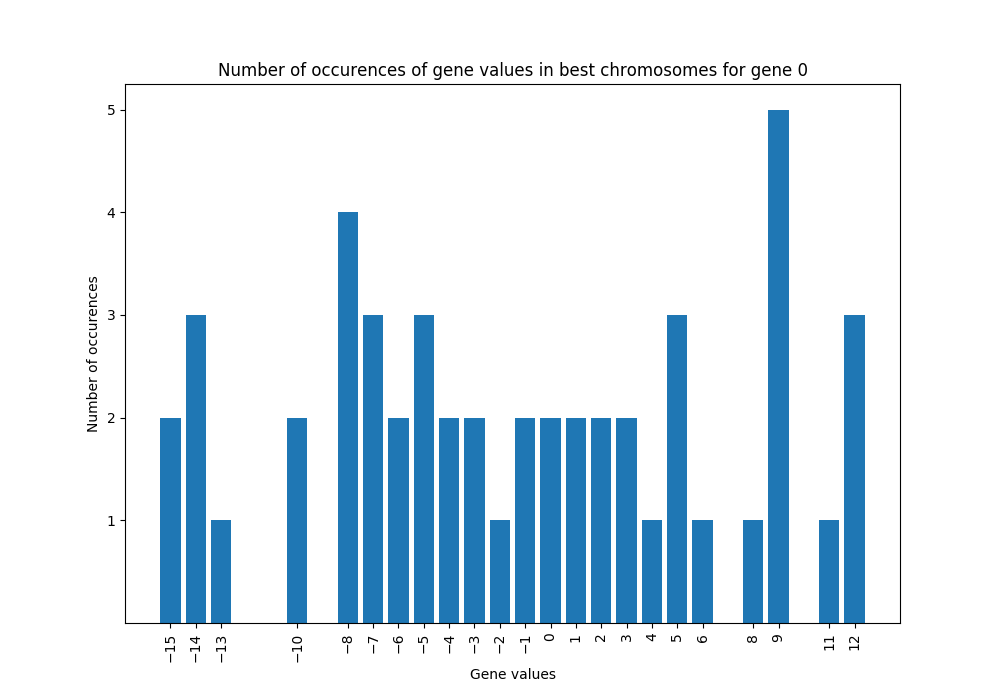 Number of occurences of gene values in best chromosomes for gene 0
Number of occurences
5
4
3
2
1
−15 −14 −13 −10 −8 −7 −6 −5 −4 −3 −2 −1 0 1 2 3 4 5 6 8 9 11 12
Gene values